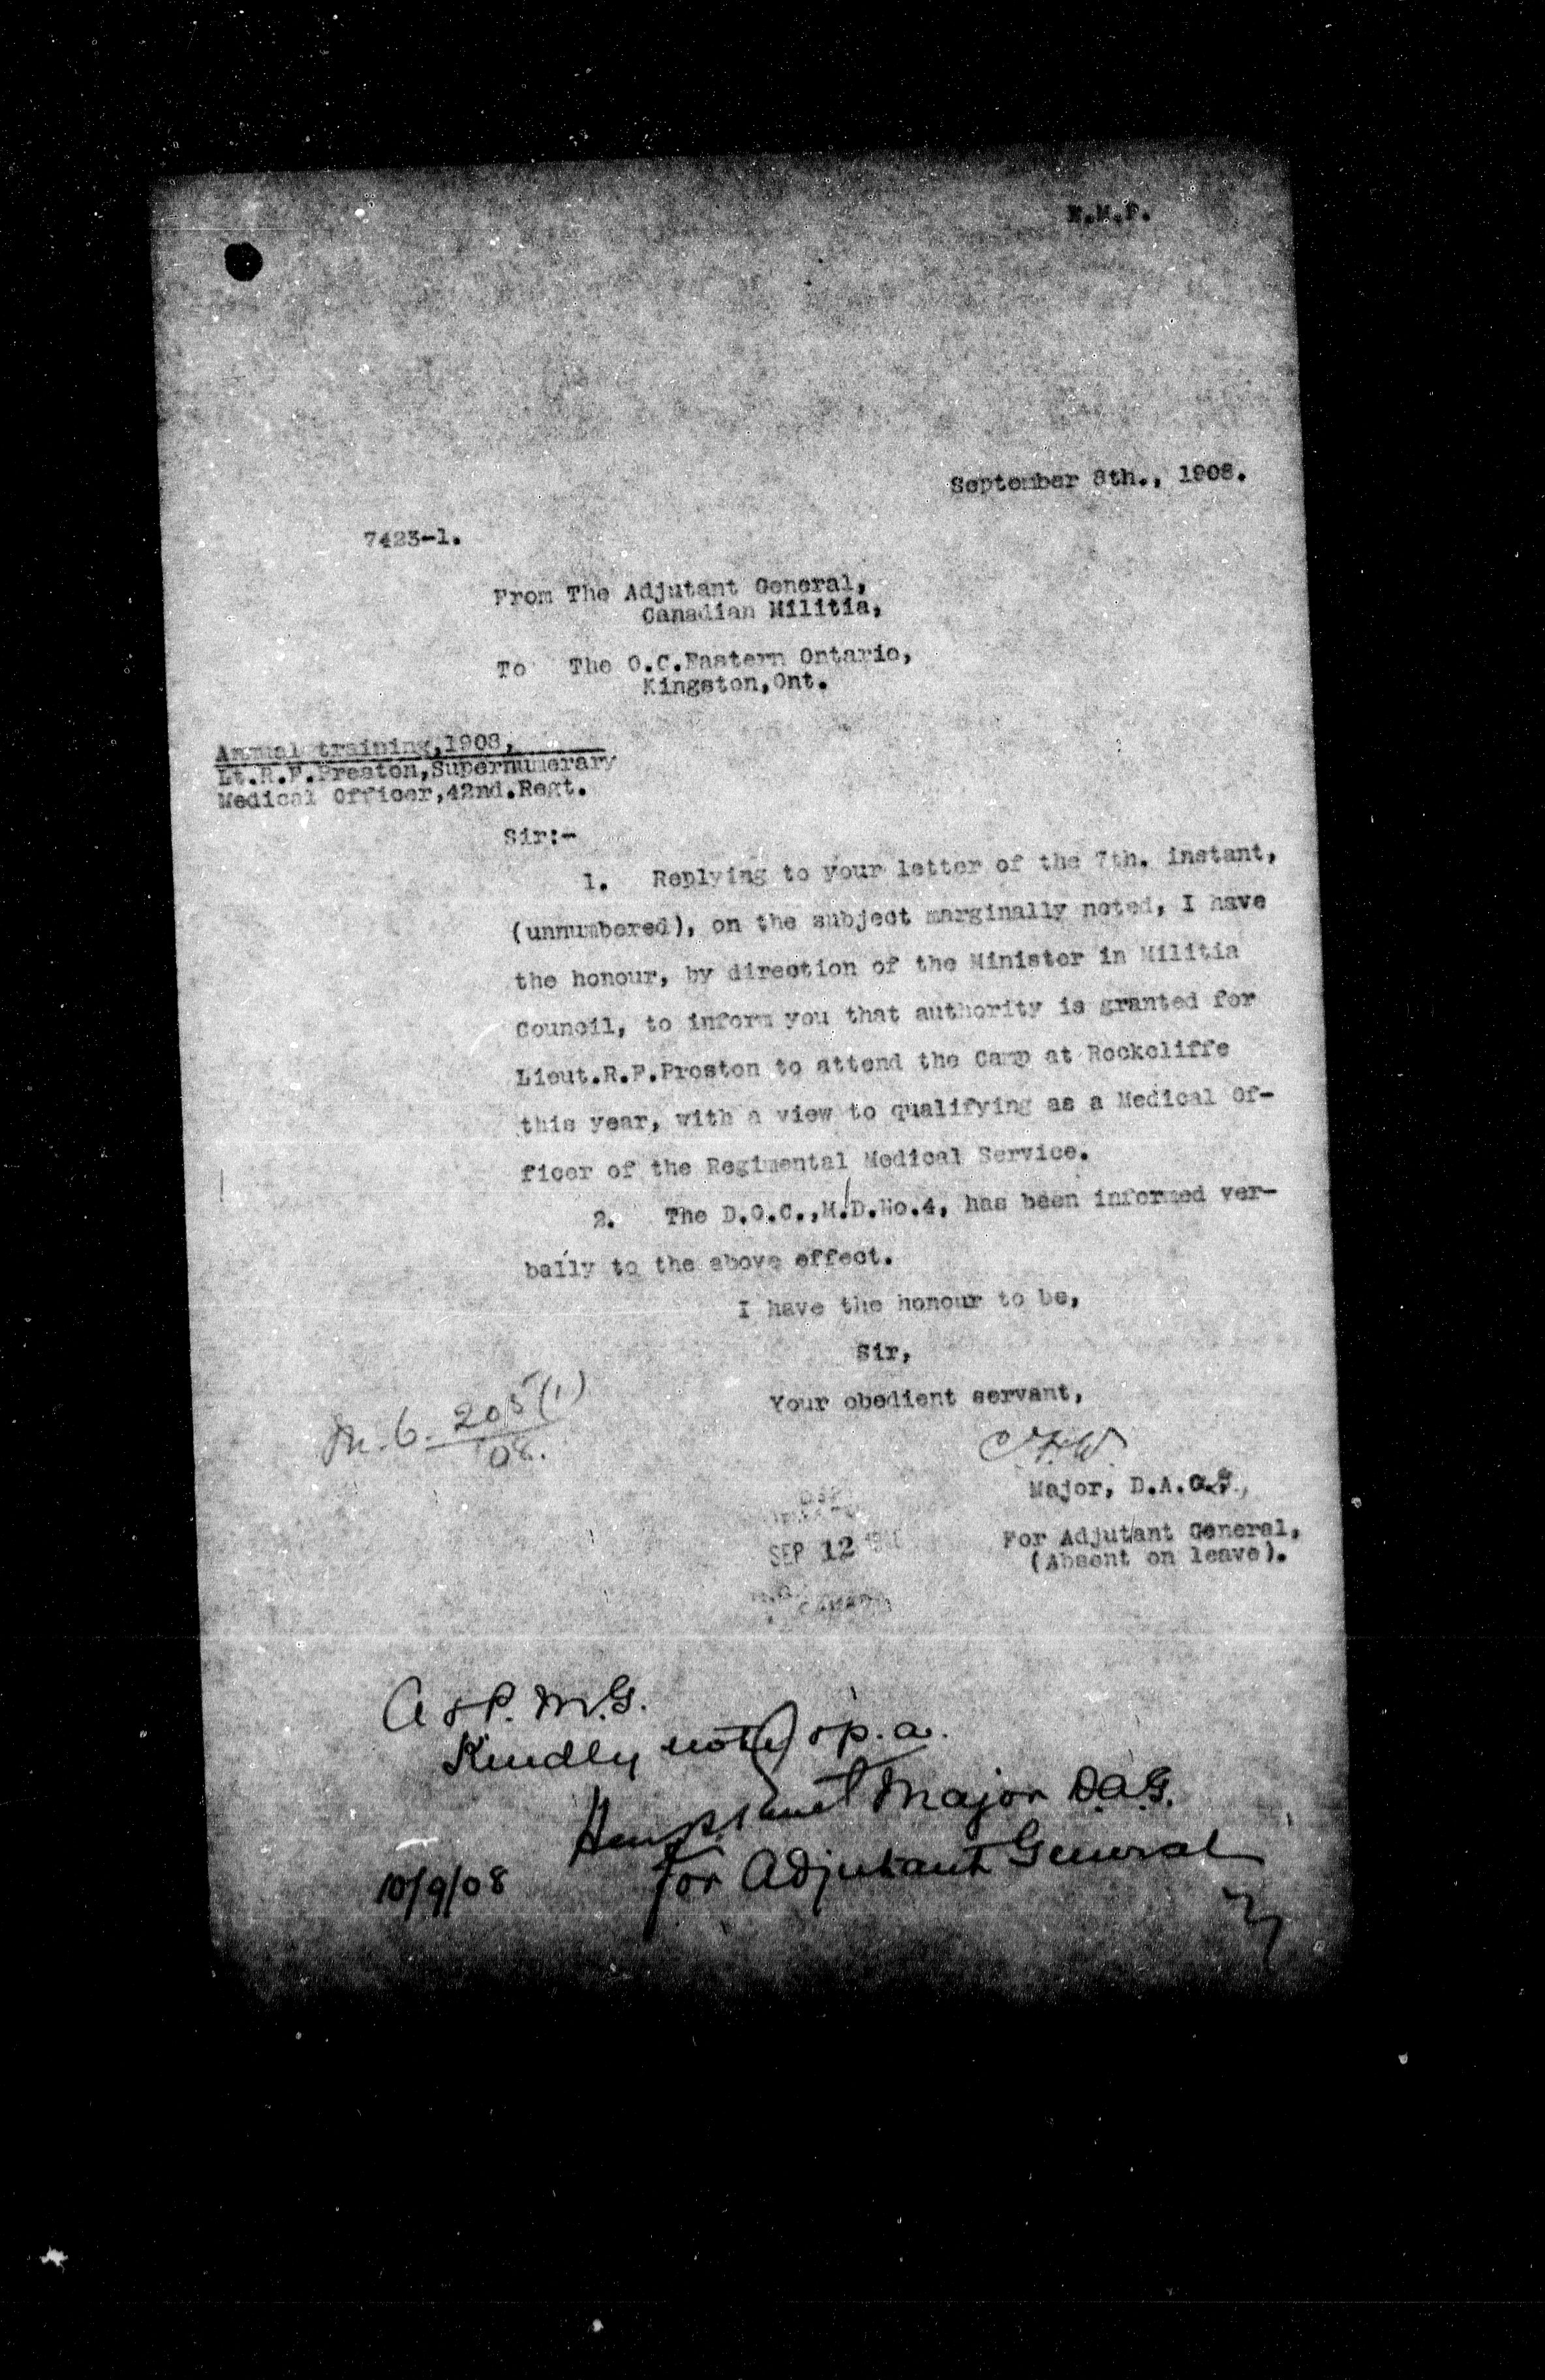 September 8th., 1908.
7423-1.
From The Adjutant General,
Canadian Militia,
To The O.C.Eastern Ontario,
Kingston,Ont.
Annual training,1908,
Lt.R.F.Preston,Supernumerary
Medical Officer,42nd.Regt.
Sir:-
1. Replying to your letter of the 7th. instant,
(unnumbered), on the subject marginally noted, I have
the honour, by direction of the Minister in Militia
Council, to inform you that authority is granted for
Lieut.R.F.Preston to attend the Camp at Rockcliffe
this year, with a view to qualifying as a Medical Of-
ficer of the Regimental Medical Service.
2. The D.O.C.,M.D.No.4, has been informed ver-
bally to the above effect.
I have the honour to be,
Sir,
Your obedient servant,
205(1)
08.
Major, D.A.G.,
For Adjutant General,
(Absent on leave).
SEP 12
CANADA
A & P.M.G.
Kindly note & p.a.
Major D.A.G.
for Adjutant General
10/9/08